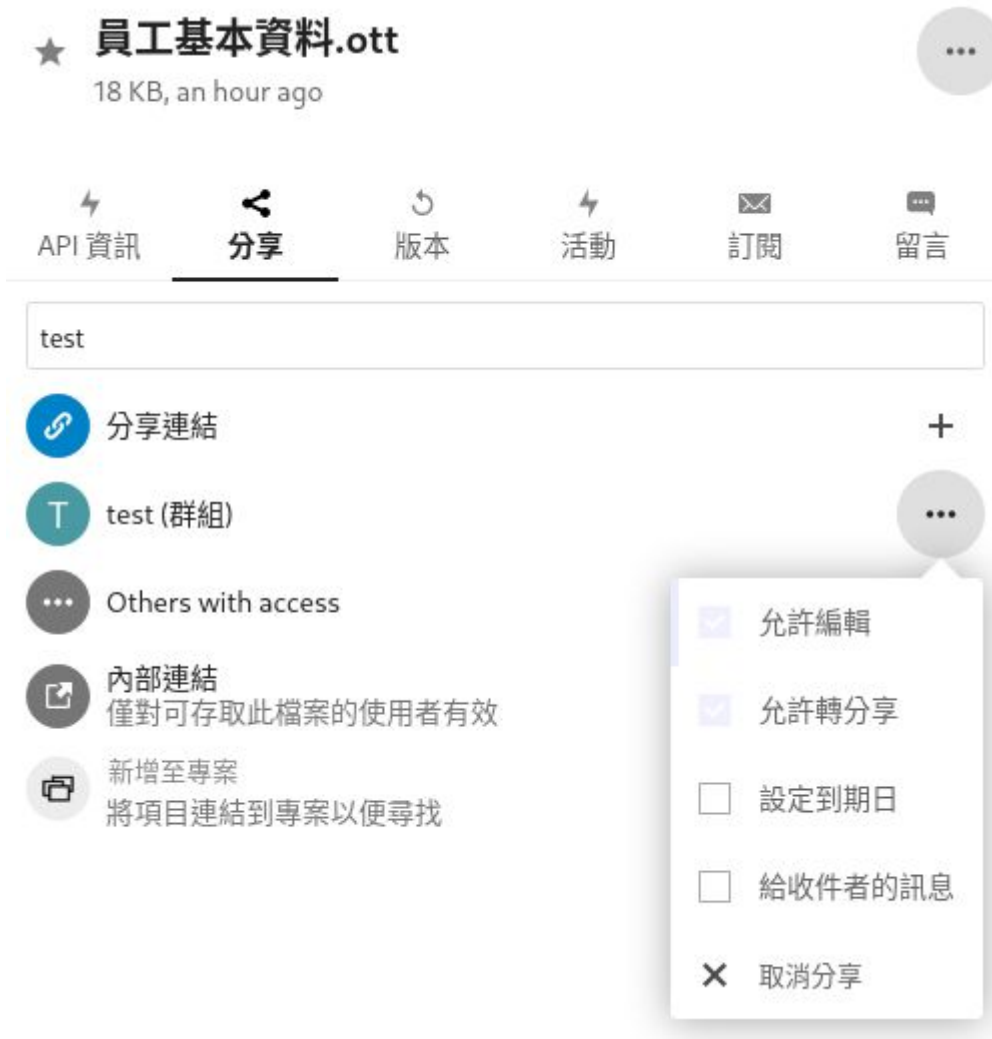 員工基本資料.ott
18 KB, an hour ago
API 資訊
分享
版本
活動
訂閱
留言
test
分享連結
T
test (群組)
Others with access
內部連結
僅對可存取此檔案的使用者有效
新增至專案
將項目連結到專案以便尋找
允許編輯
允許轉分享
設定到期日
給收件者的訊息
取消分享